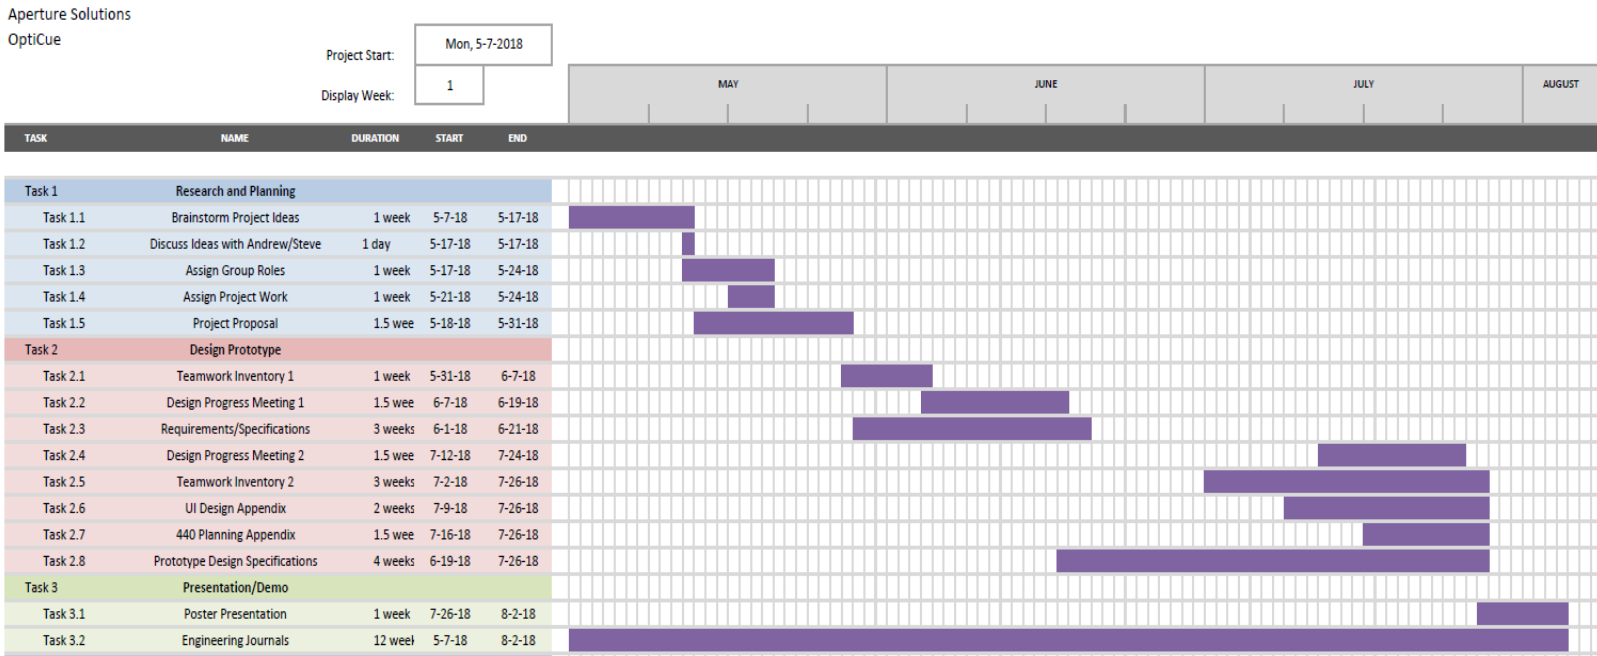 Aperture Solutions
OptiCue
Project Start: Mon, 5-7-2018
Display Week: 1
MAY JUNE JULY AUGUST
TASK NAME DURATION START END
Task 1 Research and Planning
Task 1.1 Brainstorm Project Ideas 1 week 5-7-18 5-17-18
Task 1.2 Discuss Ideas with Andrew/Steve 1 day 5-17-18 5-17-18
Task 1.3 Assign Group Roles 1 week 5-17-18 5-24-18
Task 1.4 Assign Project Work 1 week 5-21-18 5-24-18
Task 1.5 Project Proposal 1.5 wee 5-18-18 5-31-18
Task 2 Design Prototype
Task 2.1 Teamwork Inventory 1 1 week 5-31-18 6-7-18
Task 2.2 Design Progress Meeting 1 1.5 wee 6-7-18 6-19-18
Task 2.3 Requirements/Specifications 3 weeks 6-1-18 6-21-18
Task 2.4 Design Progress Meeting 2 1.5 wee 7-12-18 7-24-18
Task 2.5 Teamwork Inventory 2 3 weeks 7-2-18 7-26-18
Task 2.6 UI Design Appendix 2 weeks 7-9-18 7-26-18
Task 2.7 440 Planning Appendix 1.5 wee 7-16-18 7-26-18
Task 2.8 Prototype Design Specifications 4 weeks 6-19-18 7-26-18
Task 3 Presentation/Demo
Task 3.1 Poster Presentation 1 week 7-26-18 8-2-18
Task 3.2 Engineering Journals 12 week 5-7-18 8-2-18